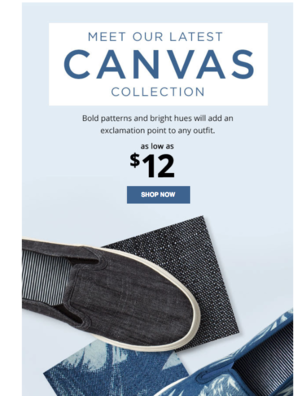 MEET OUR LATEST
CANVAS
COLLECTION
Bold patterns and bright hues will add an
exclamation point to any outfit.
as low as
$12
SHOP NOW